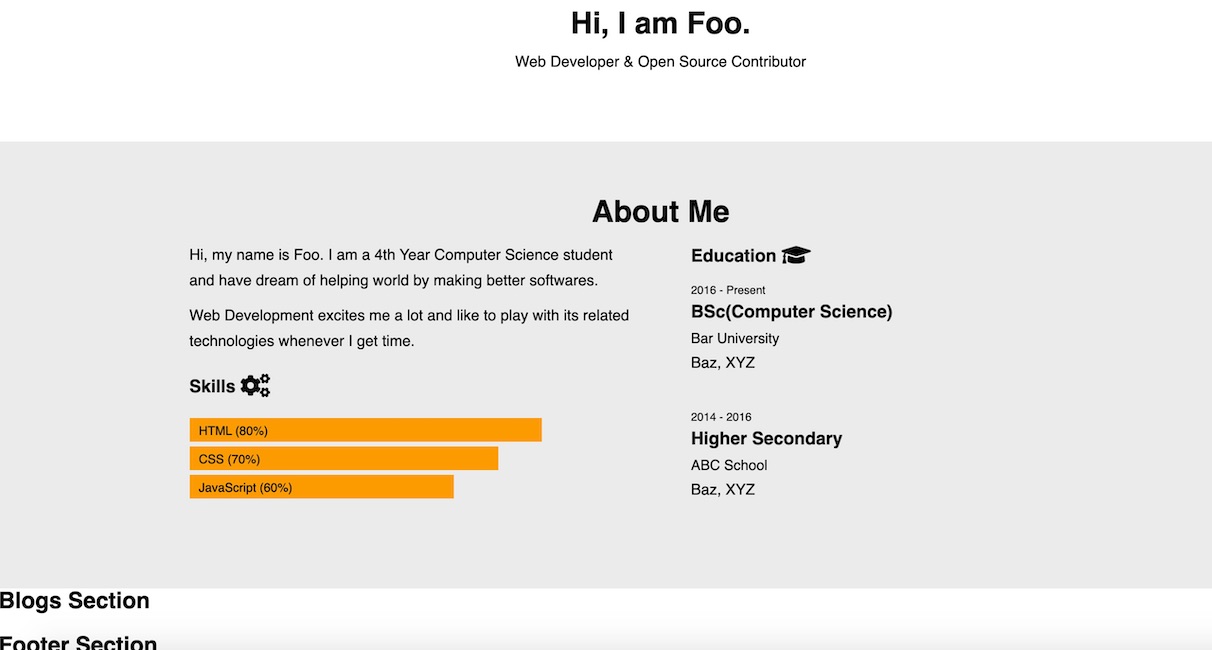 Hi, I am Foo.
Web Developer & Open Source Contributor
About Me
Hi, my name is Foo. I am a 4th Year Computer Science student
and have dream of helping world by making better softwares.
Web Development excites me a lot and like to play with its related
technologies whenever I get time.
Skills
HTML (80%)
CSS (70%)
JavaScript (60%)
Education
2016 - Present
BSc(Computer Science)
Bar University
Baz, XYZ
2014 - 2016
Higher Secondary
ABC School
Baz, XYZ
Blogs Section
Footer Section